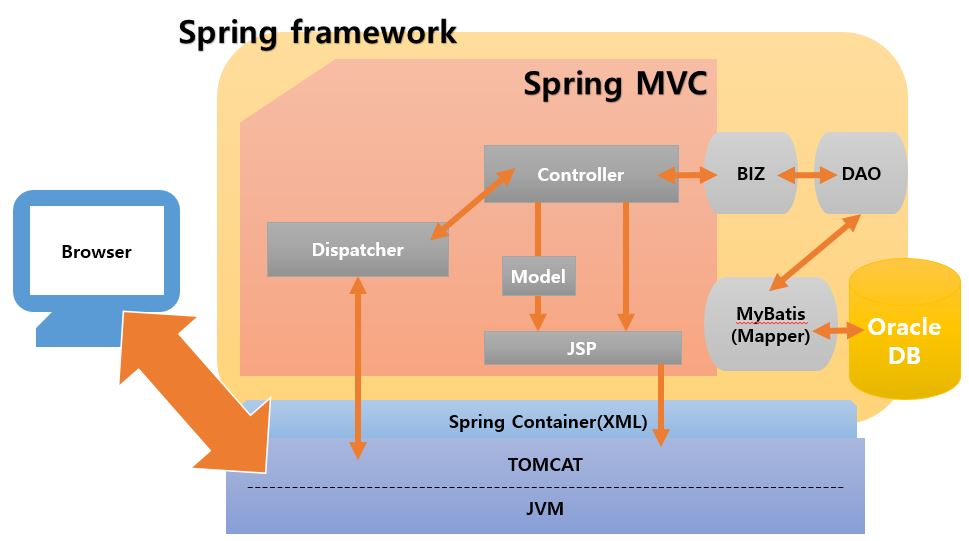 Spring framework
Spring MVC
Controller
BIZ
DAO
Browser
Dispatcher
Model
MyBatis
(Mapper)
Oracle
DB
JSP
Spring Container(XML)
TOMCAT
JVM